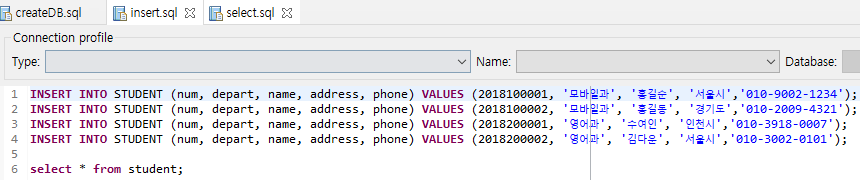 createDB.sql insert.sql select.sql
Connection profile
Type: Name: Database:
1 INSERT INTO STUDENT (num, depart, name, address, phone) VALUES (2018100001, '모바일과', '홍길순', '서울시','010-9002-1234');
2 INSERT INTO STUDENT (num, depart, name, address, phone) VALUES (2018100002, '모바일과', '홍길동', '경기도','010-2009-4321');
3 INSERT INTO STUDENT (num, depart, name, address, phone) VALUES (2018200001, '영어과', '수여인', '인천시','010-3918-0007');
4 INSERT INTO STUDENT (num, depart, name, address, phone) VALUES (2018200002, '영어과', '김다운', '서울시','010-3002-0101');
5
6 select * from student;